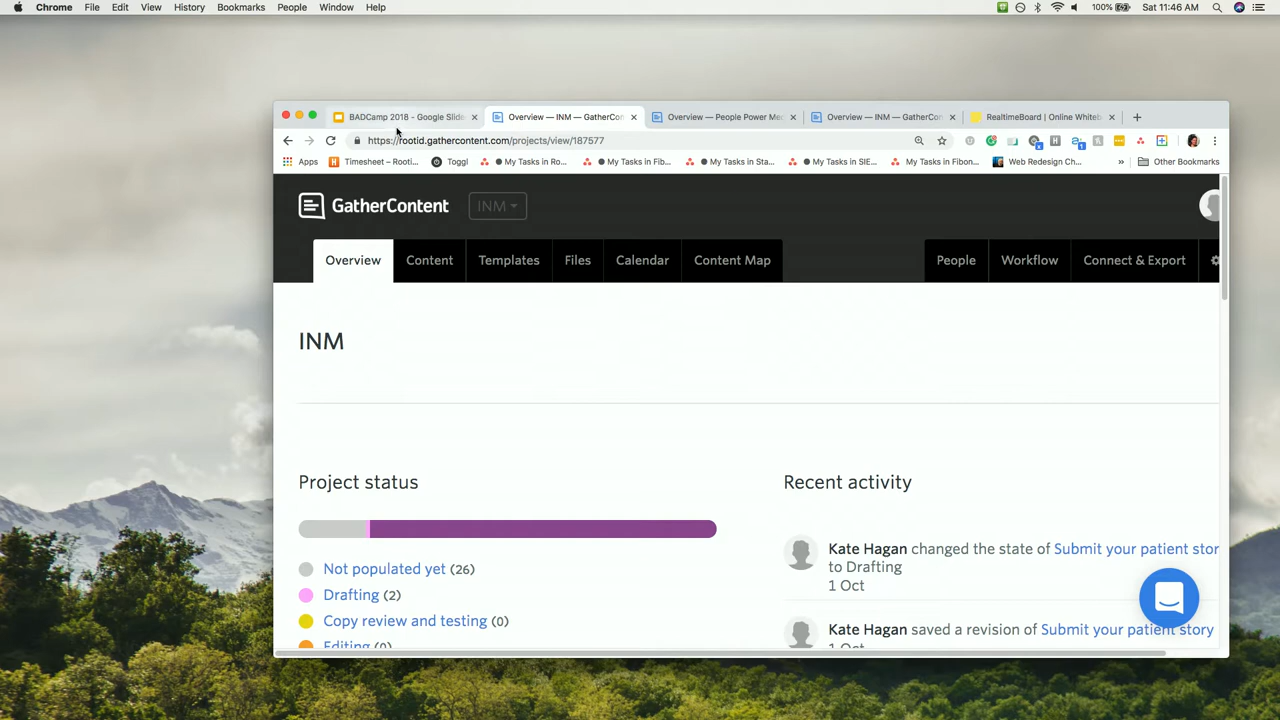 Chrome File Edit View History Bookmarks People Window Help 100% Sat 11:46 AM
BADCamp 2018 - Google Slide Overview — INM — GatherCon Overview — People Power Me Overview — INM — GatherCon RealtimeBoard | Online Whiteb
https://rootid.gathercontent.com/projects/view/187577
Apps Timesheet – Rooti... Toggl My Tasks in Ro... My Tasks in Fib... My Tasks in Sta... My Tasks in SIE... My Tasks in Fibon... Web Redesign Ch... » Other Bookmarks
GatherContent INM
Overview Content Templates Files Calendar Content Map People Workflow Connect & Export
INM
Project status
Not populated yet (26)
Drafting (2)
Copy review and testing (0)
Editing (0)
Recent activity
Kate Hagan changed the state of Submit your patient stor
to Drafting
1 Oct
Kate Hagan saved a revision of Submit your patient story
1 Oct